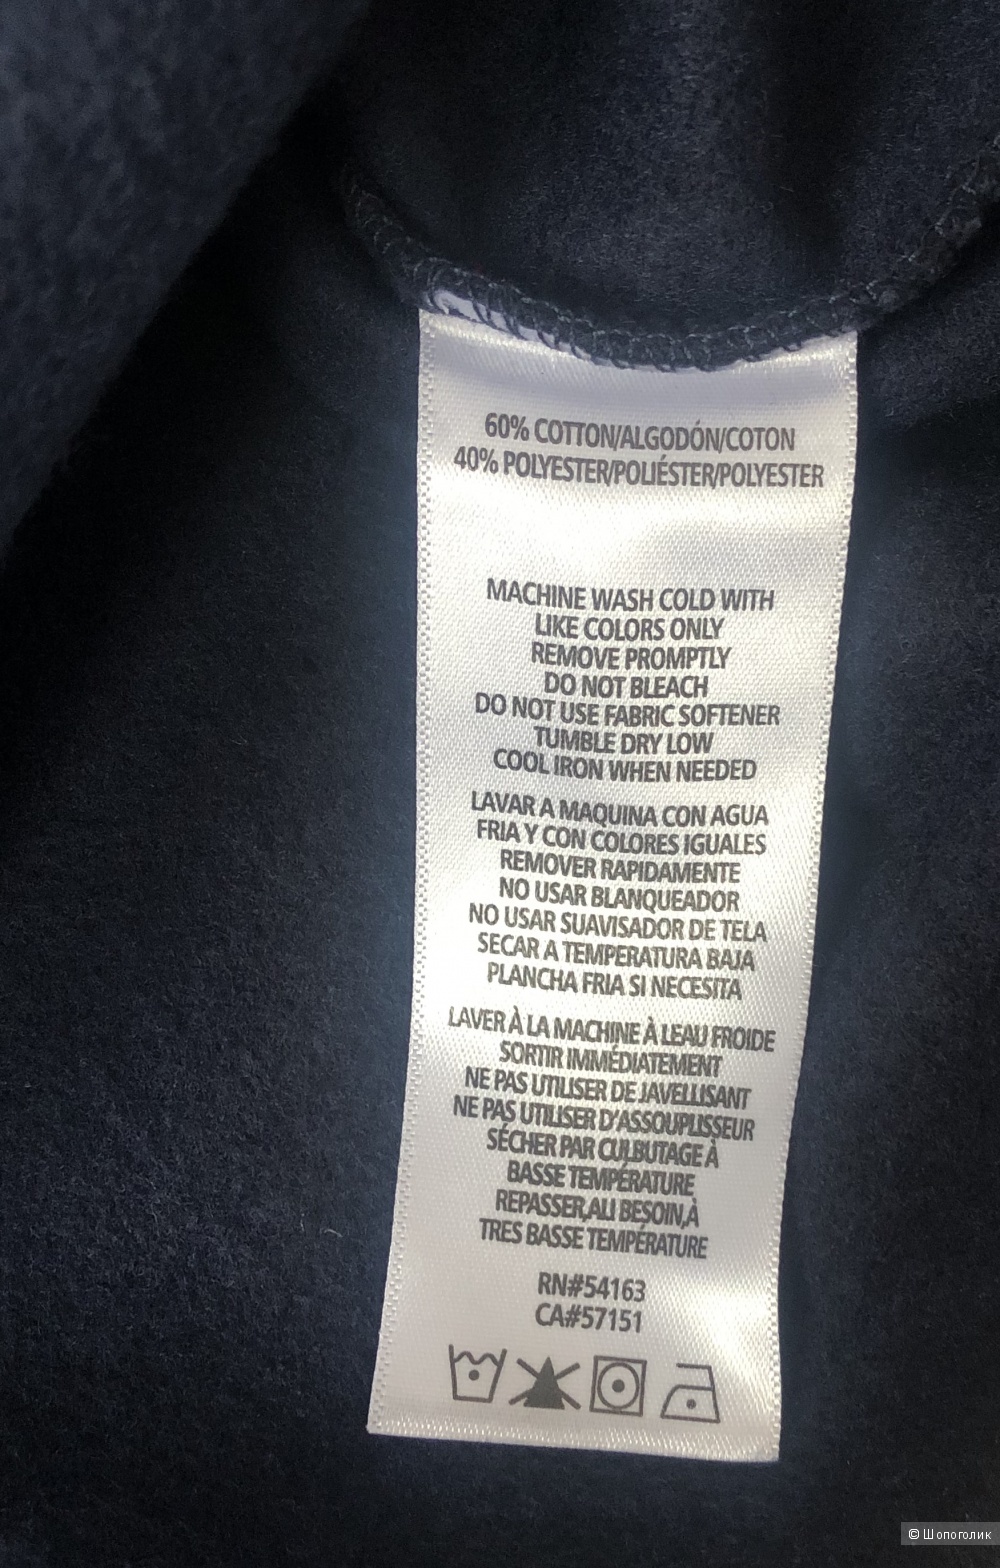 60% COTTON/ALGODÓN/COTON
40% POLYESTER/POLIÉSTER/POLYESTER
MACHINE WASH COLD WITH
LIKE COLORS ONLY
REMOVE PROMPTLY
DO NOT BLEACH
DO NOT USE FABRIC SOFTENER
TUMBLE DRY LOW
COOL IRON WHEN NEEDED
LAVAR A MAQUINA CON AGUA
FRIA Y CON COLORES IGUALES
REMOVER RAPIDAMENTE
NO USAR BLANQUEADOR
NO USAR SUAVISADOR DE TELA
SECAR A TEMPERATURA BAJA
PLANCHA FRIA SI NECESITA
LAVER À LA MACHINE À LEAU FROIDE
SORTIR IMMÉDIATEMENT
NE PAS UTILISER DE JAVELLISANT
NE PAS UTILISER D'ASSOUPLISSEUR
SÉCHER PAR CULBUTAGE À
BASSE TEMPÉRATURE
REPASSER,AU BESOIN,À
TRES BASSE TEMPÉRATURE
RN#54163
CA#57151
© Шопоголик